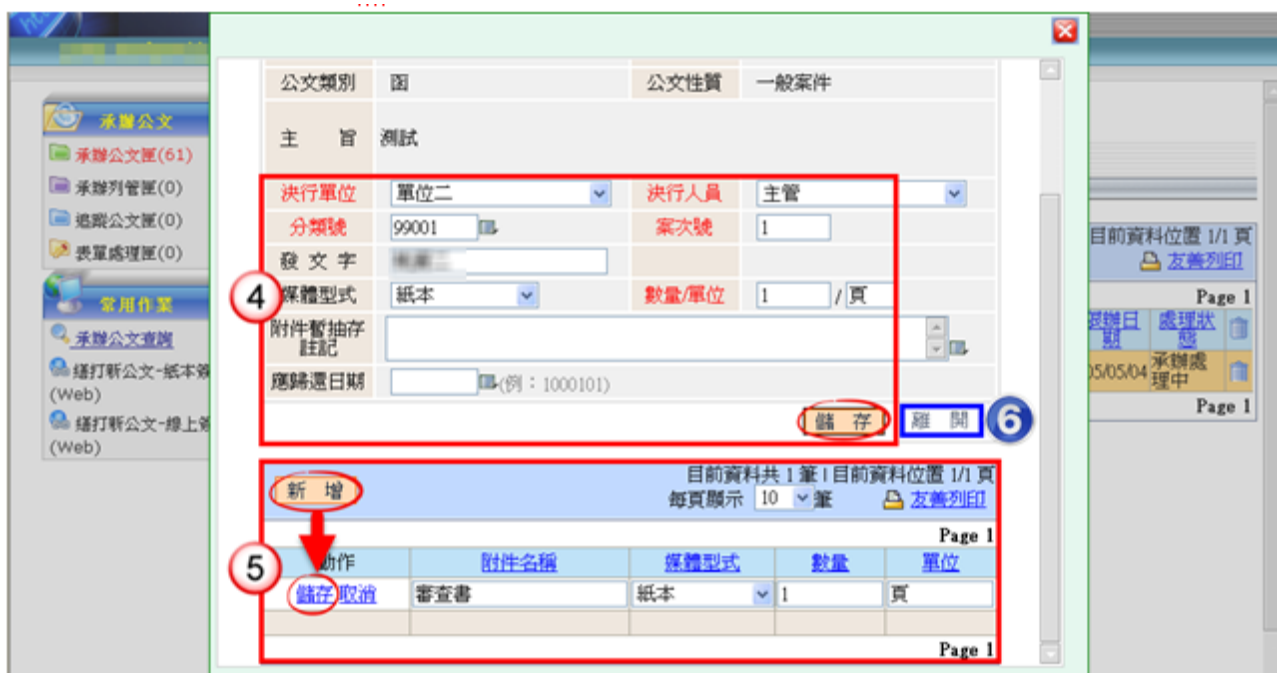 公文類別 函 公文性質 一般案件
主 旨 測試
決行單位 單位二 決行人員 主管
分類號 99001 案次號 1
發文字
媒體型式 紙本 數量/單位 1 / 頁
附件暫抽存
註記
應歸還日期 (例：1000101)
儲 存 離 開
4
5
6
新 增
目前資料共 1 筆 | 目前資料位置 1/1 頁
每頁顯示 10 筆 友善列印
Page 1
動作 附件名稱 媒體型式 數量 單位
儲存 取消 審查書 紙本 1 頁
Page 1
承辦公文
承辦公文匣(61)
承辦列管匣(0)
追蹤公文匣(0)
表單處理匣(0)
常用作業
承辦公文查詢
繕打新公文-紙本簽
(Web)
繕打新公文-線上簽
(Web)
目前資料位置 1/1 頁
友善列印
Page 1
限辦日
期
處理狀
態
05/05/04
承辦處
理中
Page 1